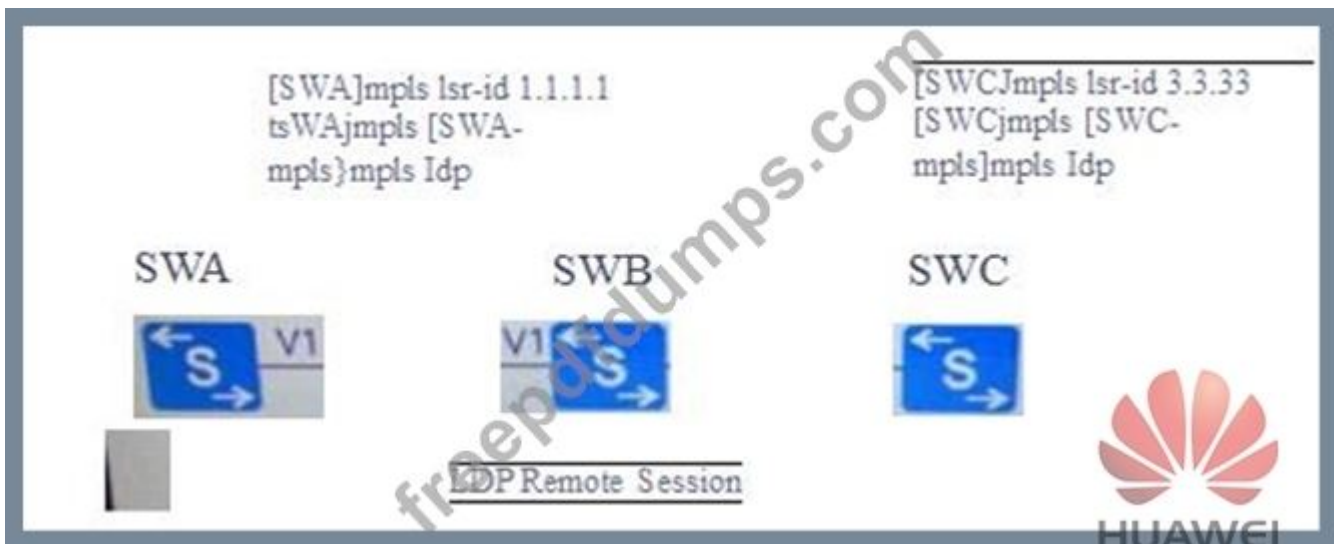 [SWA]mpls lsr-id 1.1.1.1
tsWAjmpls [SWA-
mpls}mpls Idp
[SWCJmpls lsr-id 3.3.33
[SWCjmpls [SWC-
mpls]mpls Idp
SWA
SWB
SWC
S V1
V1 S
S
LDP Remote Session
freepdfdumps.com
HUAWEI